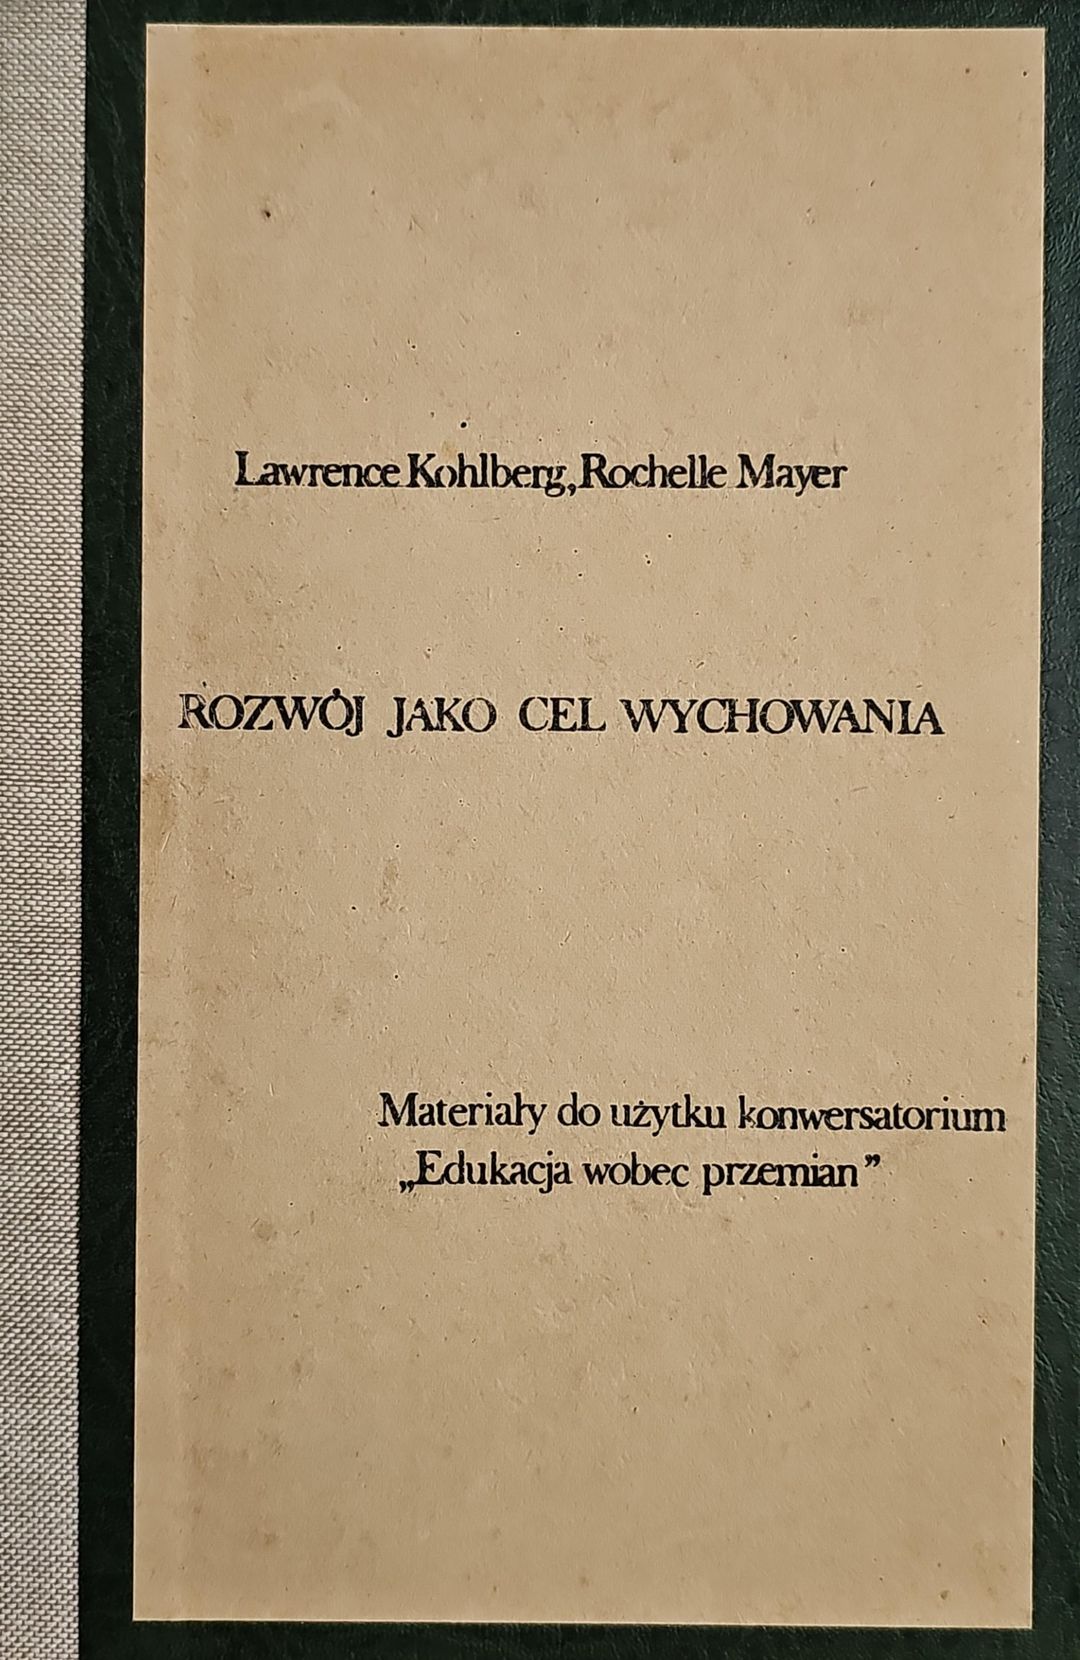 Lawrence Kohlberg, Rochelle Mayer
ROZWÓJ JAKO CEL WYCHOWANIA
Materiały do użytku konwersatorium
„Edukacja wobec przemian”